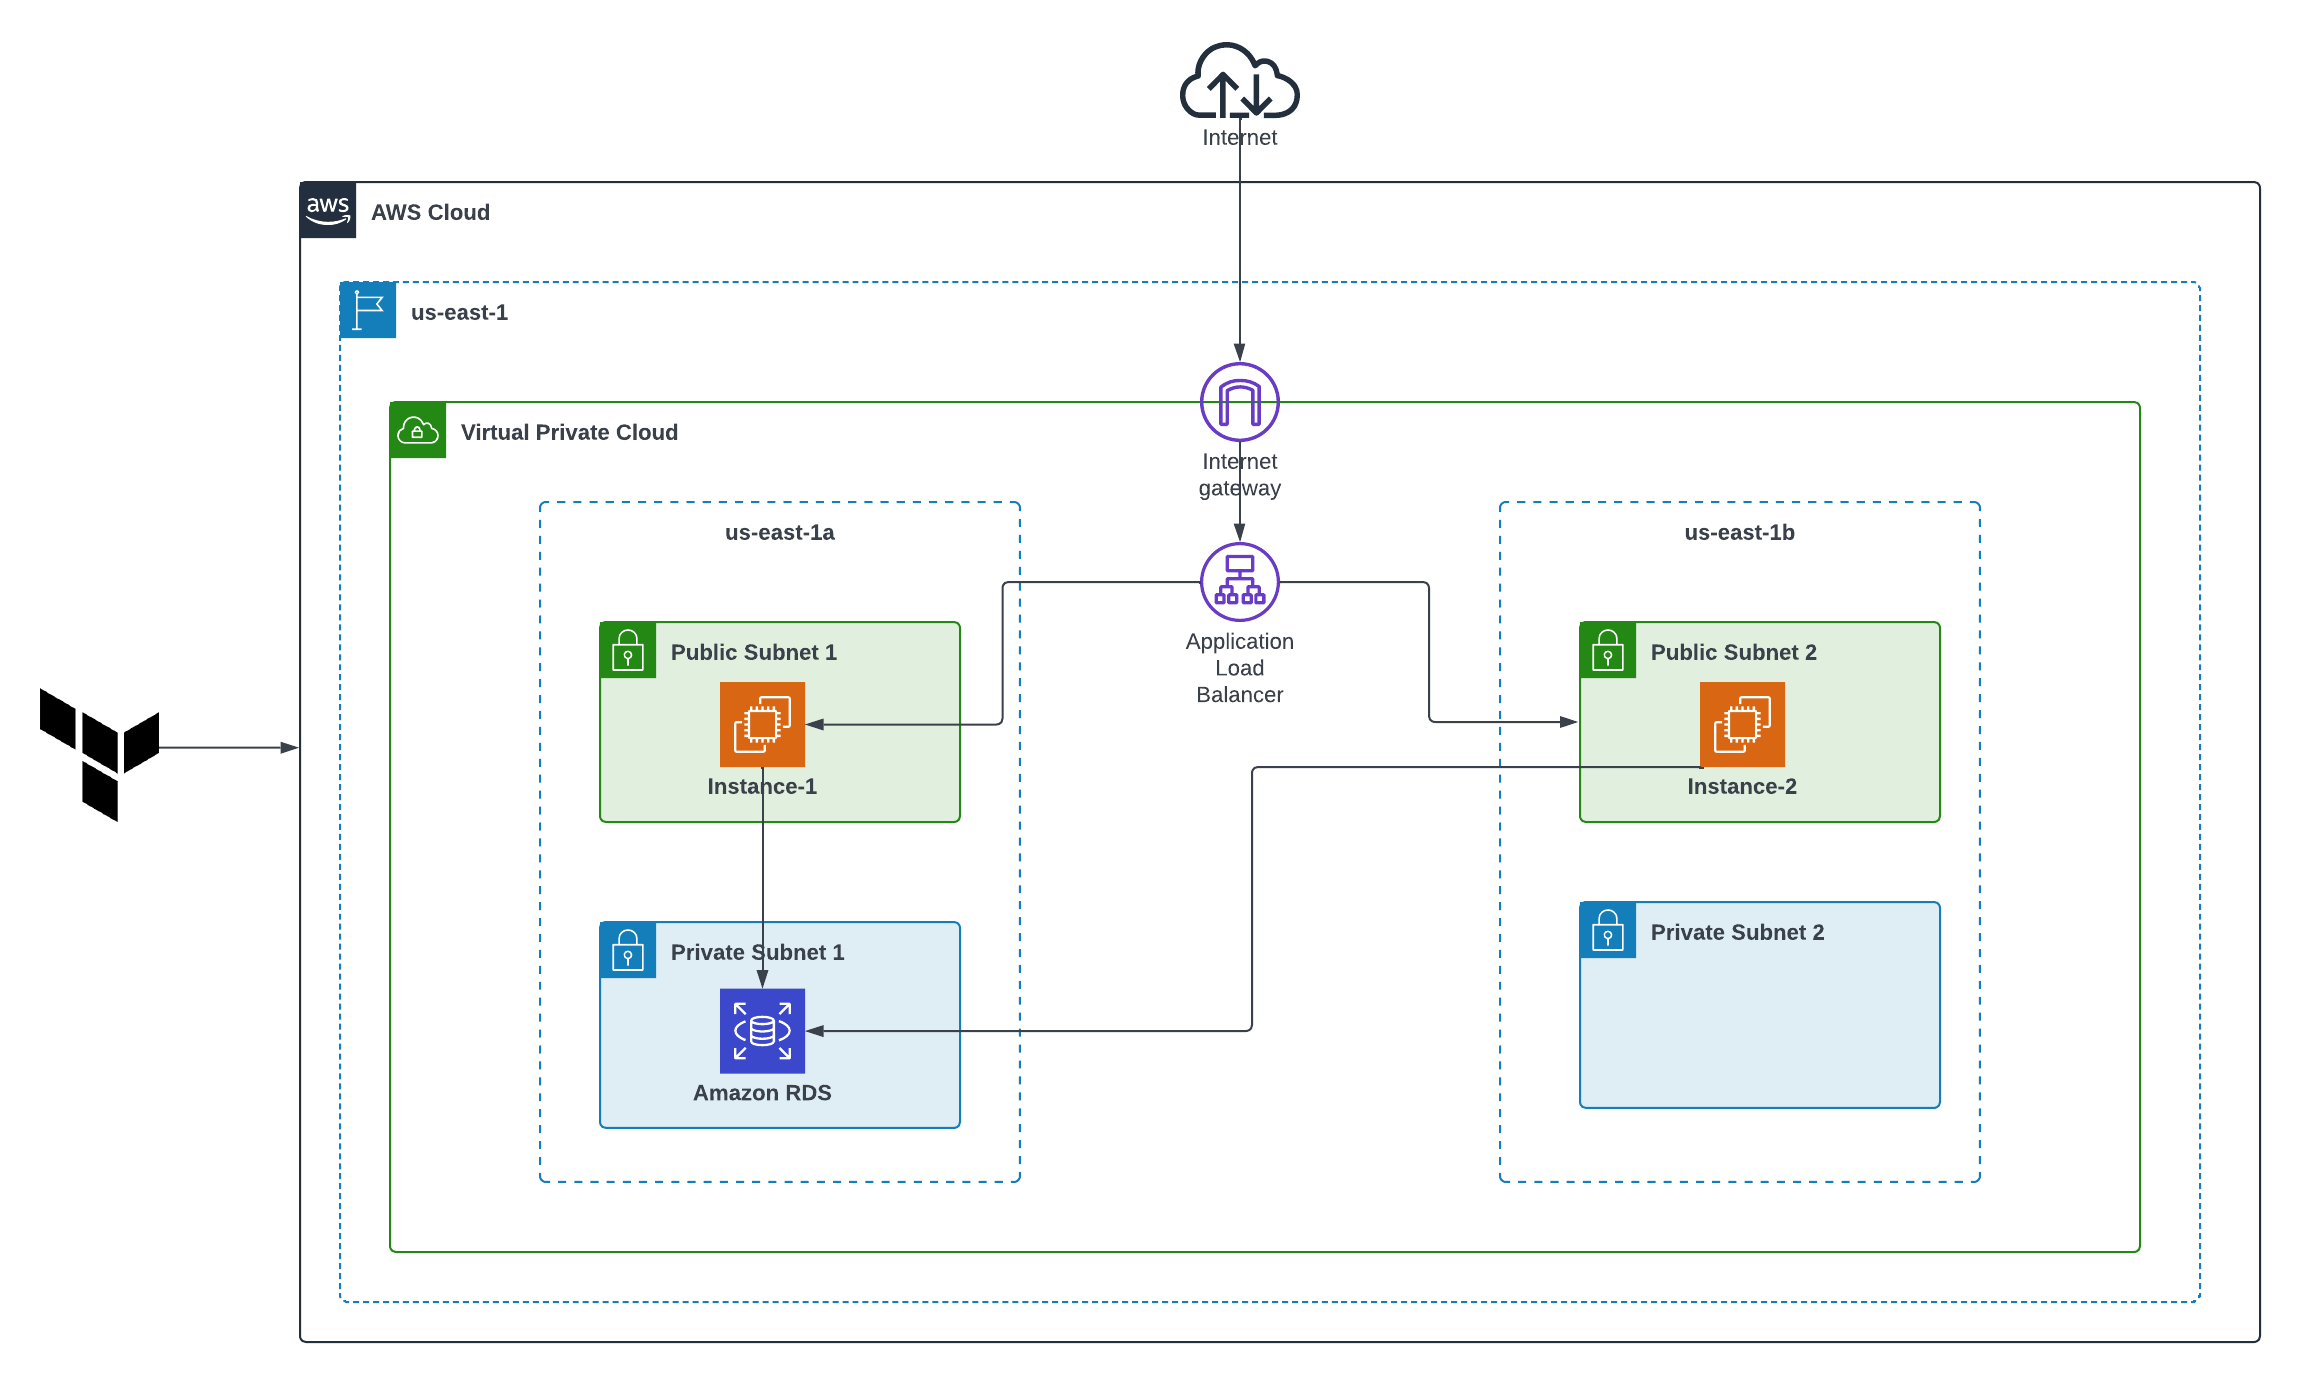 Internet
aws
AWS Cloud
us-east-1
Virtual Private Cloud
Internet
gateway
us-east-1a
us-east-1b
Application
Load
Balancer
Public Subnet 1
Instance-1
Public Subnet 2
Instance-2
Private Subnet 1
Amazon RDS
Private Subnet 2